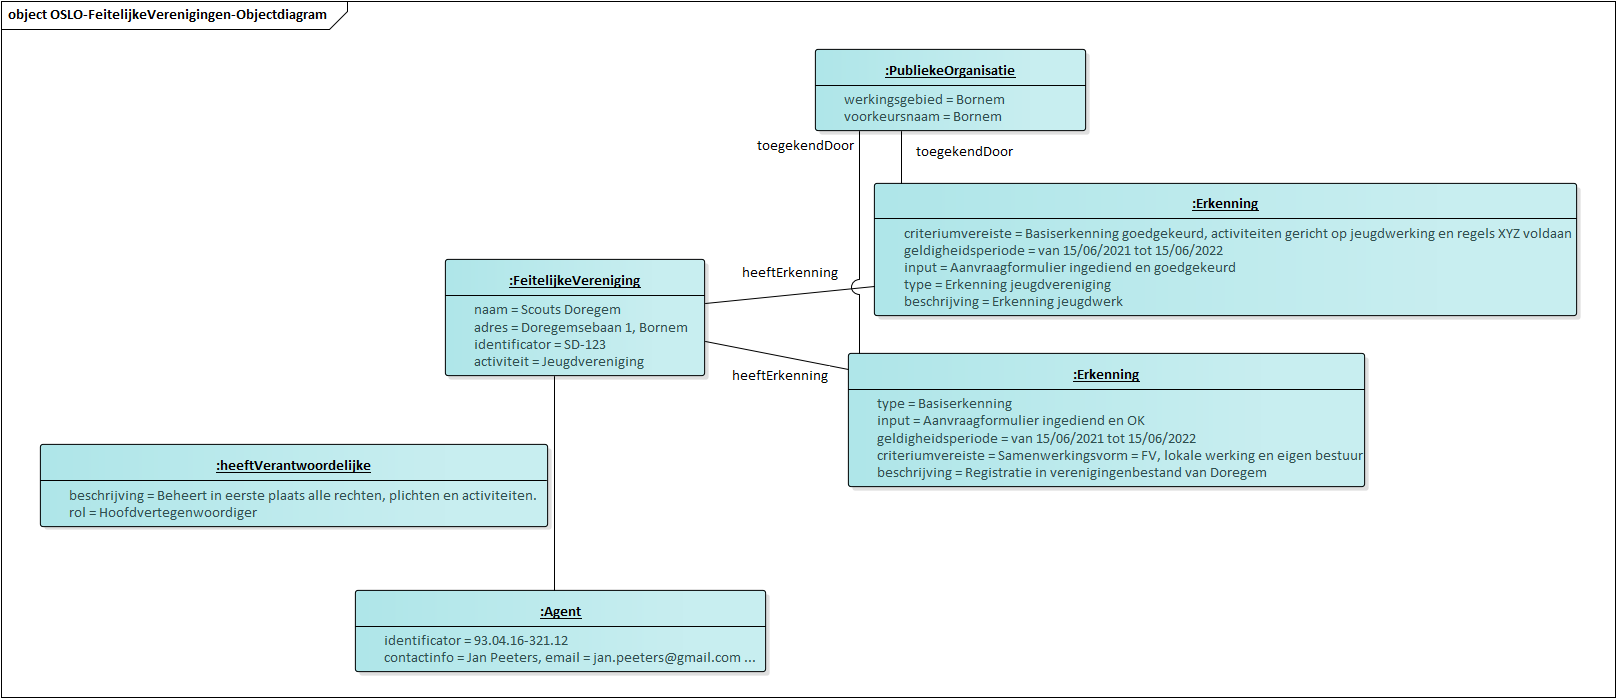 object OSLO-FeitelijkeVerenigingen-Objectdiagram
:PubliekeOrganisatie
werkingsgebied = Bornem
voorkeursnaam = Bornem
toegekendDoor
toegekendDoor
:Erkenning
criteriumvereiste = Basiserkenning goedgekeurd, activiteiten gericht op jeugdwerking en regels XYZ voldaan
geldigheidsperiode = van 15/06/2021 tot 15/06/2022
input = Aanvraagformulier ingediend en goedgekeurd
type = Erkenning jeugdvereniging
beschrijving = Erkenning jeugdwerk
heeftErkenning
:FeitelijkeVereniging
naam = Scouts Doregem
adres = Doregemsebaan 1, Bornem
identificator = SD-123
activiteit = Jeugdvereniging
heeftErkenning
:Erkenning
type = Basiserkenning
input = Aanvraagformulier ingediend en OK
geldigheidsperiode = van 15/06/2021 tot 15/06/2022
criteriumvereiste = Samenwerkingsvorm = FV, lokale werking en eigen bestuur
beschrijving = Registratie in verenigingenbestand van Doregem
:heeftVerantwoordelijke
beschrijving = Beheert in eerste plaats alle rechten, plichten en activiteiten.
rol = Hoofdvertegenwoordiger
:Agent
identificator = 93.04.16-321.12
contactinfo = Jan Peeters, email = jan.peeters@gmail.com ...